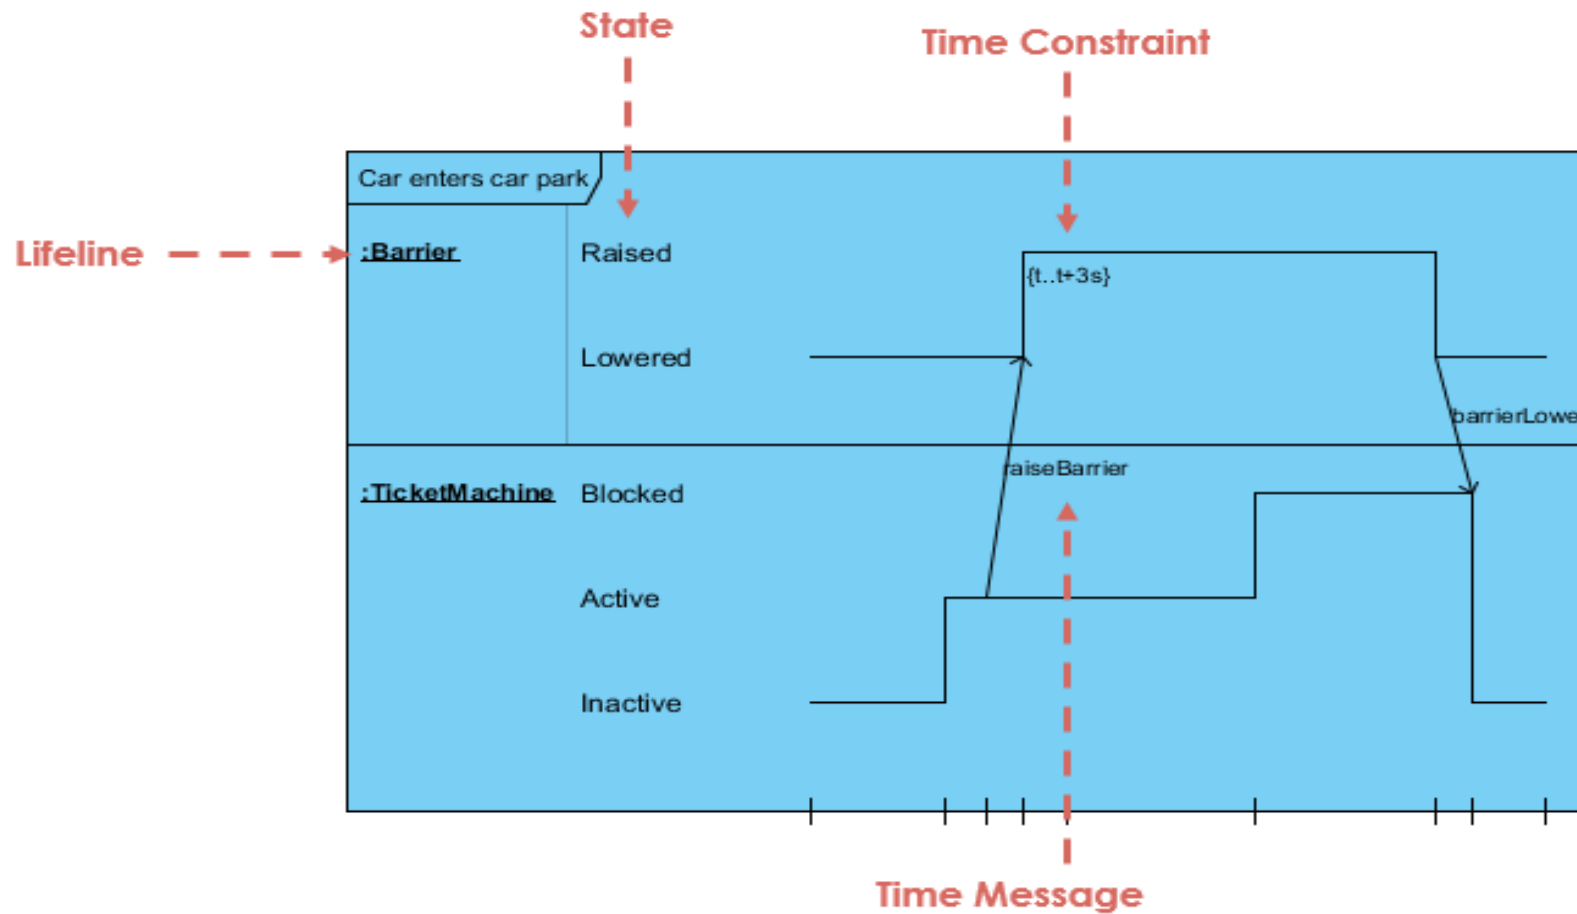 State
Time Constraint
Car enters car park
Lifeline
:Barrier
Raised
{t..t+3s}
Lowered
barrierLowe
raiseBarrier
:TicketMachine
Blocked
Active
Inactive
Time Message